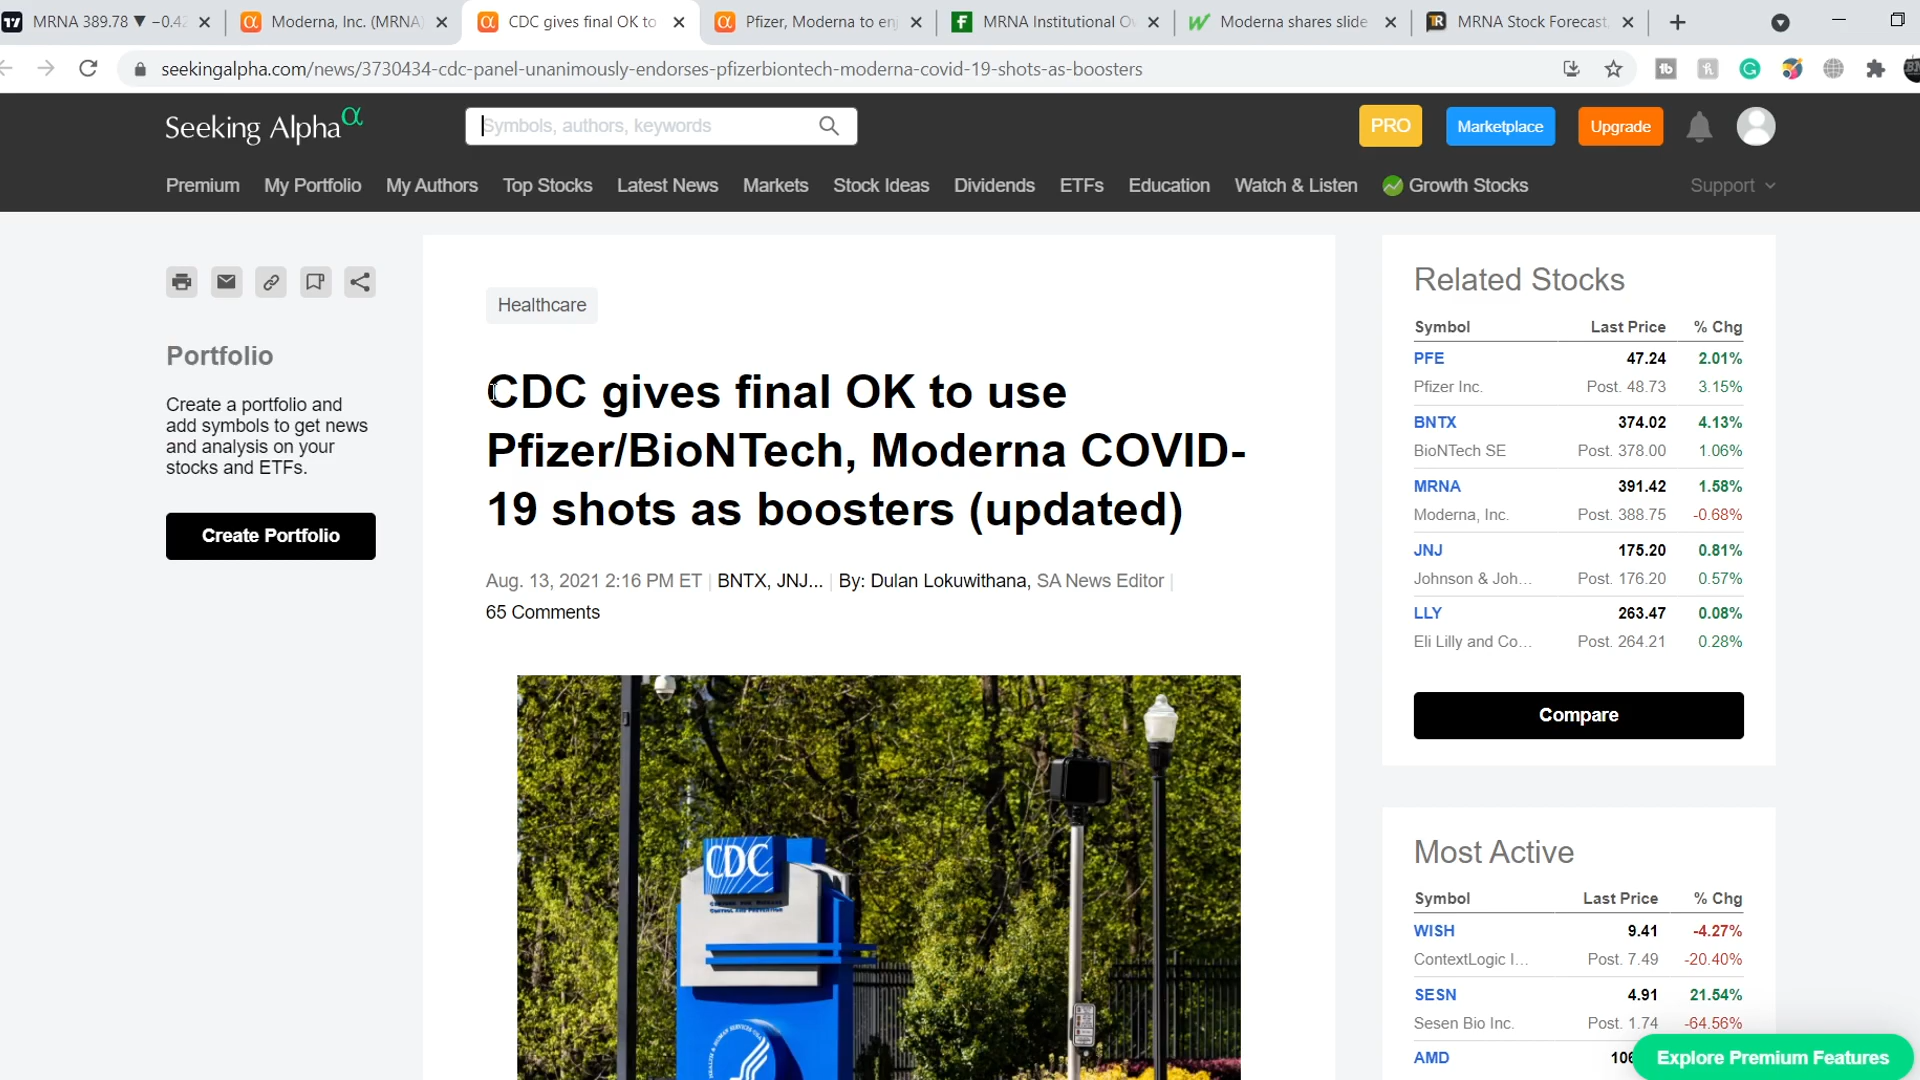 MRNA 389.78 ▼ −0.42
Moderna, Inc. (MRNA)
CDC gives final OK to
Pfizer, Moderna to enj
MRNA Institutional Ow
Moderna shares slide
MRNA Stock Forecast,
seekingalpha.com/news/3730434-cdc-panel-unanimously-endorses-pfizerbiontech-moderna-covid-19-shots-as-boosters
Seeking Alpha α
Symbols, authors, keywords
PRO
Marketplace
Upgrade
Premium My Portfolio My Authors Top Stocks Latest News Markets Stock Ideas Dividends ETFs Education Watch & Listen Growth Stocks Support
Portfolio
Create a portfolio and
add symbols to get news
and analysis on your
stocks and ETFs.
Create Portfolio
Healthcare
CDC gives final OK to use
Pfizer/BioNTech, Moderna COVID-
19 shots as boosters (updated)
Aug. 13, 2021 2:16 PM ET | BNTX, JNJ... | By: Dulan Lokuwithana, SA News Editor |
65 Comments
CDC
Related Stocks
Symbol Last Price % Chg
PFE 47.24 2.01%
Pfizer Inc. Post. 48.73 3.15%
BNTX 374.02 4.13%
BioNTech SE Post. 378.00 1.06%
MRNA 391.42 1.58%
Moderna, Inc. Post. 388.75 -0.68%
JNJ 175.20 0.81%
Johnson & Joh... Post. 176.20 0.57%
LLY 263.47 0.08%
Eli Lilly and Co... Post. 264.21 0.28%
Compare
Most Active
Symbol Last Price % Chg
WISH 9.41 -4.27%
ContextLogic I... Post. 7.49 -20.40%
SESN 4.91 21.54%
Sesen Bio Inc. Post. 1.74 -64.56%
AMD 106
Explore Premium Features